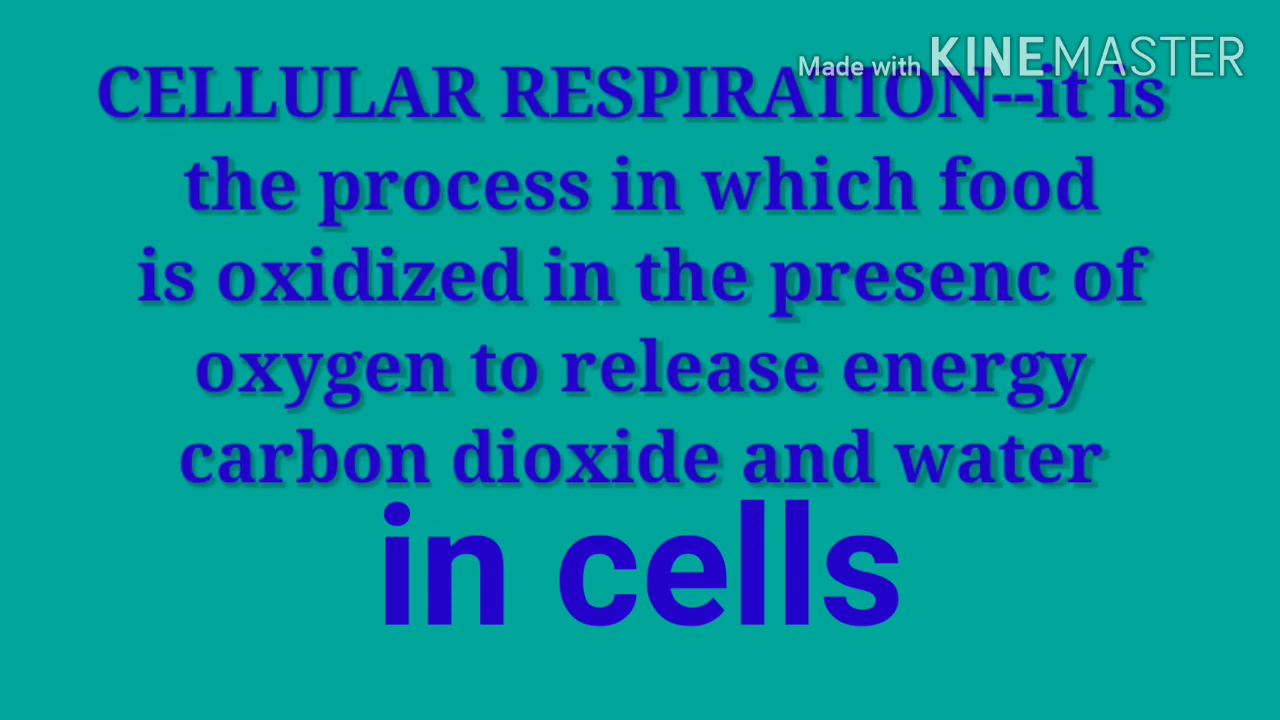 Made with KINEMASTER
CELLULAR RESPIRATION--it is
the process in which food
is oxidized in the presenc of
oxygen to release energy
carbon dioxide and water
in cells